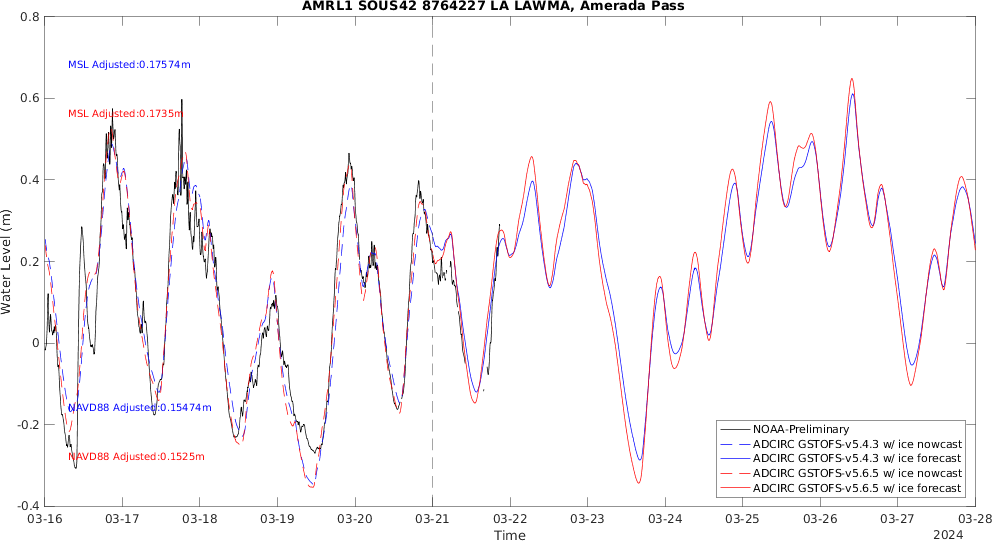 AMRL1 SOUS42 8764227 LA LAWMA, Amerada Pass
0.8
0.6
0.4
0.2
0
-0.2
-0.4
Water Level (m)
MSL Adjusted:0.17574m
MSL Adjusted:0.1735m
NAVD88 Adjusted:0.15474m
NAVD88 Adjusted:0.1525m
NOAA-Preliminary
ADCIRC GSTOFS-v5.4.3 w/ ice nowcast
ADCIRC GSTOFS-v5.4.3 w/ ice forecast
ADCIRC GSTOFS-v5.6.5 w/ ice nowcast
ADCIRC GSTOFS-v5.6.5 w/ ice forecast
03-16 03-17 03-18 03-19 03-20 03-21 03-22 03-23 03-24 03-25 03-26 03-27 03-28
Time
2024